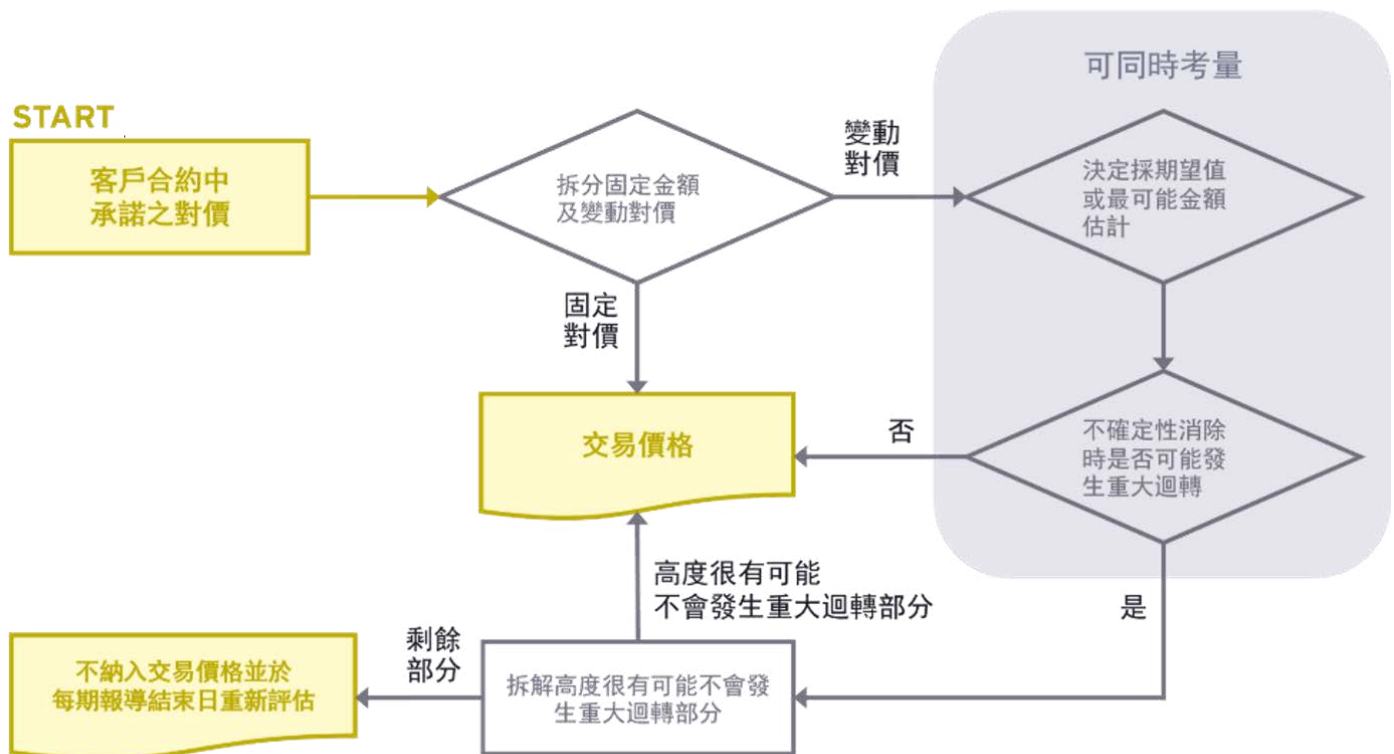 START
客戶合約中
承諾之對價
拆分固定金額
及變動對價
變動
對價
可同時考量
決定採期望值
或最可能金額
估計
固定
對價
交易價格
否
不確定性消除
時是否可能發
生重大迴轉
高度很有可能
不會發生重大迴轉部分
是
剩餘
部分
不納入交易價格並於
每期報導結束日重新評估
拆解高度很有可能不會發
生重大迴轉部分